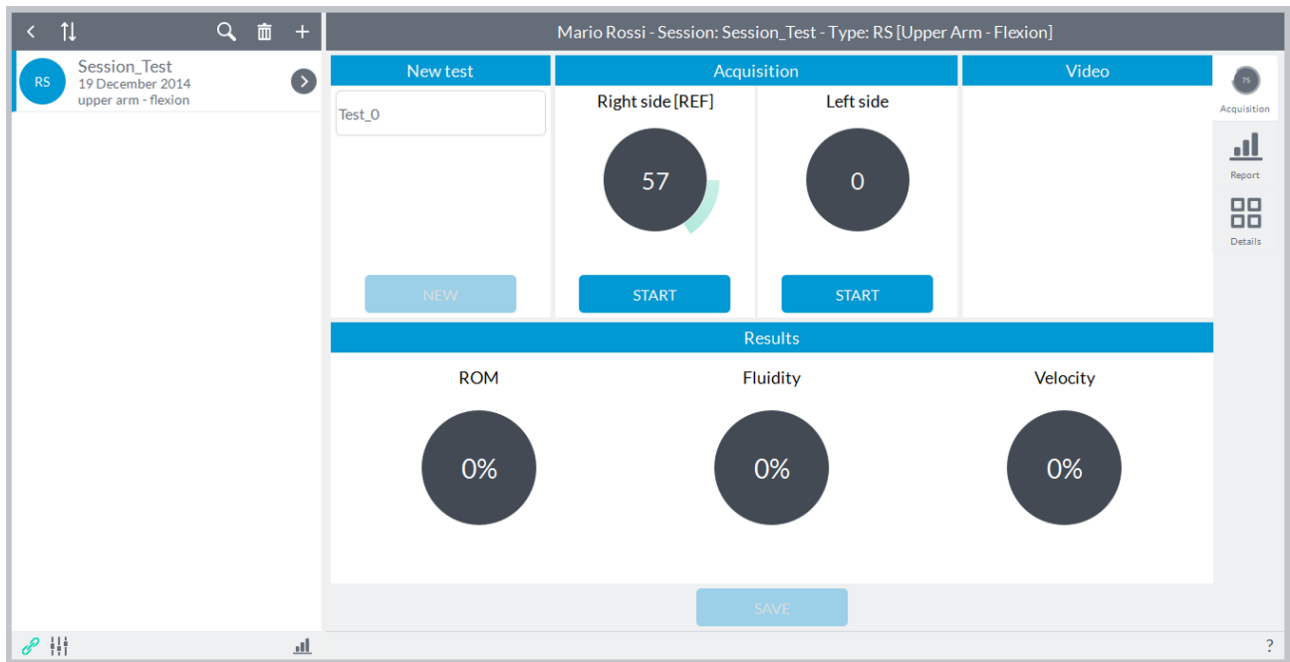 Mario Rossi - Session: Session_Test - Type: RS [Upper Arm - Flexion]
RS
Session_Test
19 December 2014
upper arm - flexion
New test
Acquisition
Video
Test_0
Right side [REF]
Left side
57
0
NEW
START
START
75
Acquisition
Report
Details
Results
ROM
Fluidity
Velocity
0%
0%
0%
SAVE
?